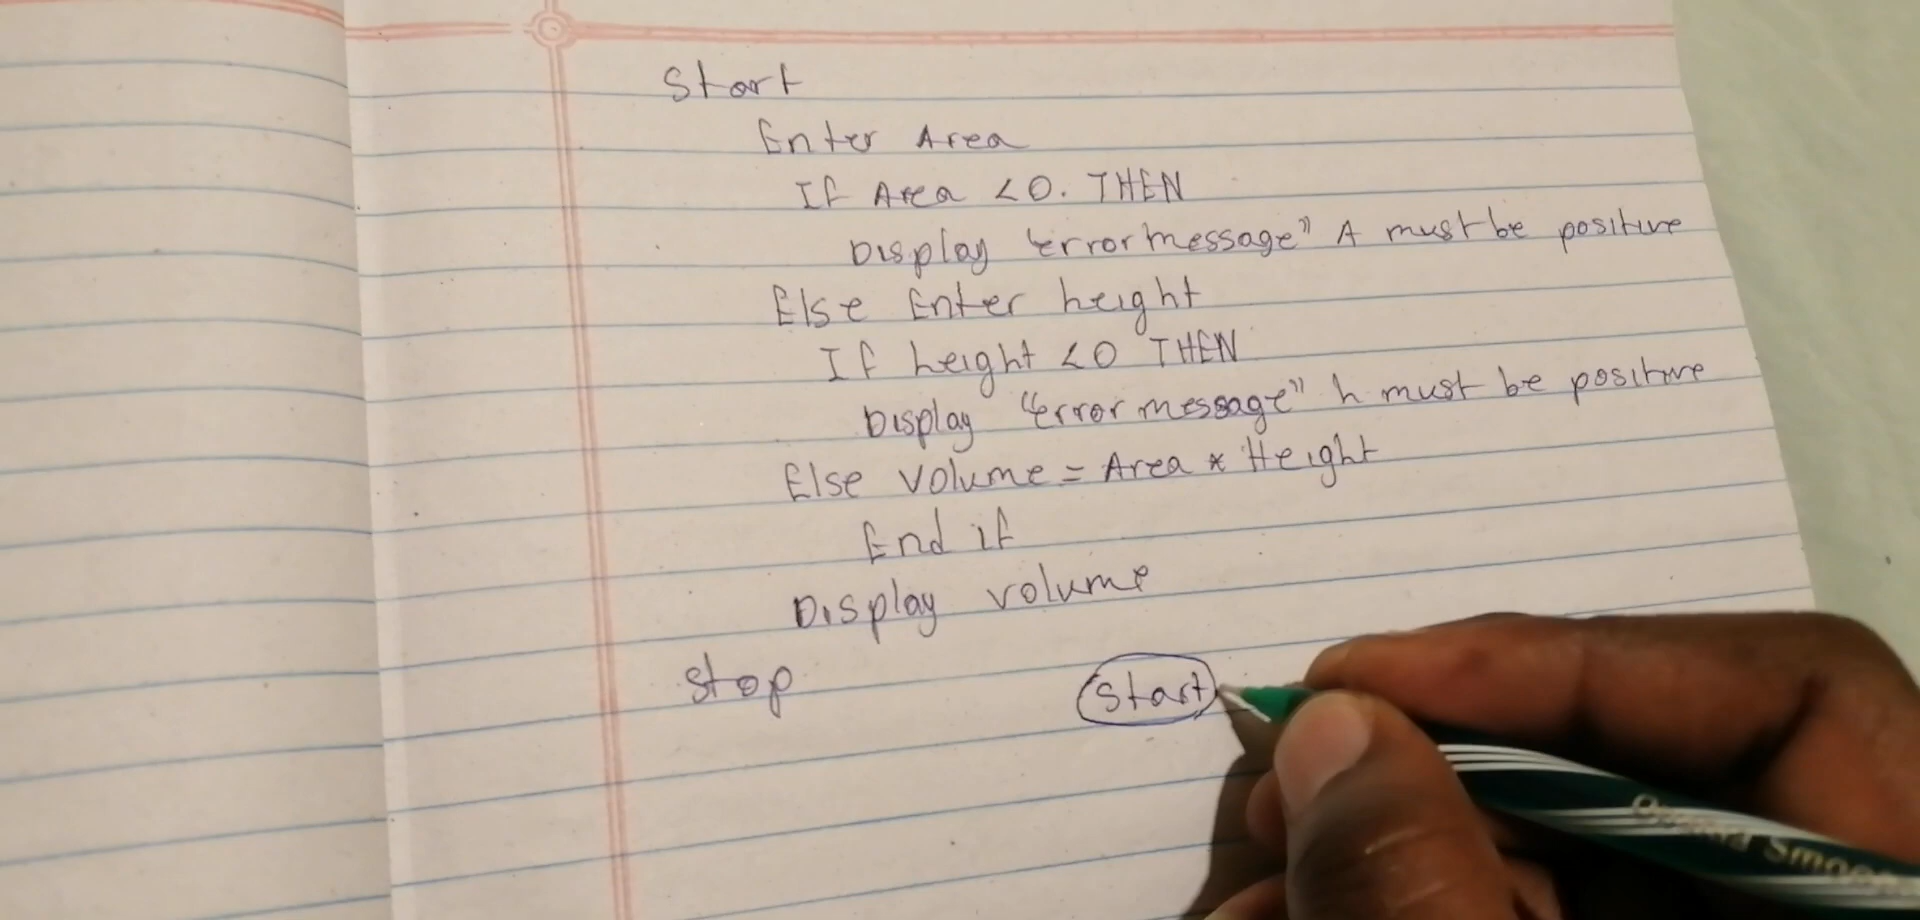 Start
Enter Area
If Area <0. THEN
Display "error message" A must be positive
Else Enter height
If height <0 THEN
Display "error message" h must be positive
Else Volume = Area * Height
End if
Display volume
Stop
Start